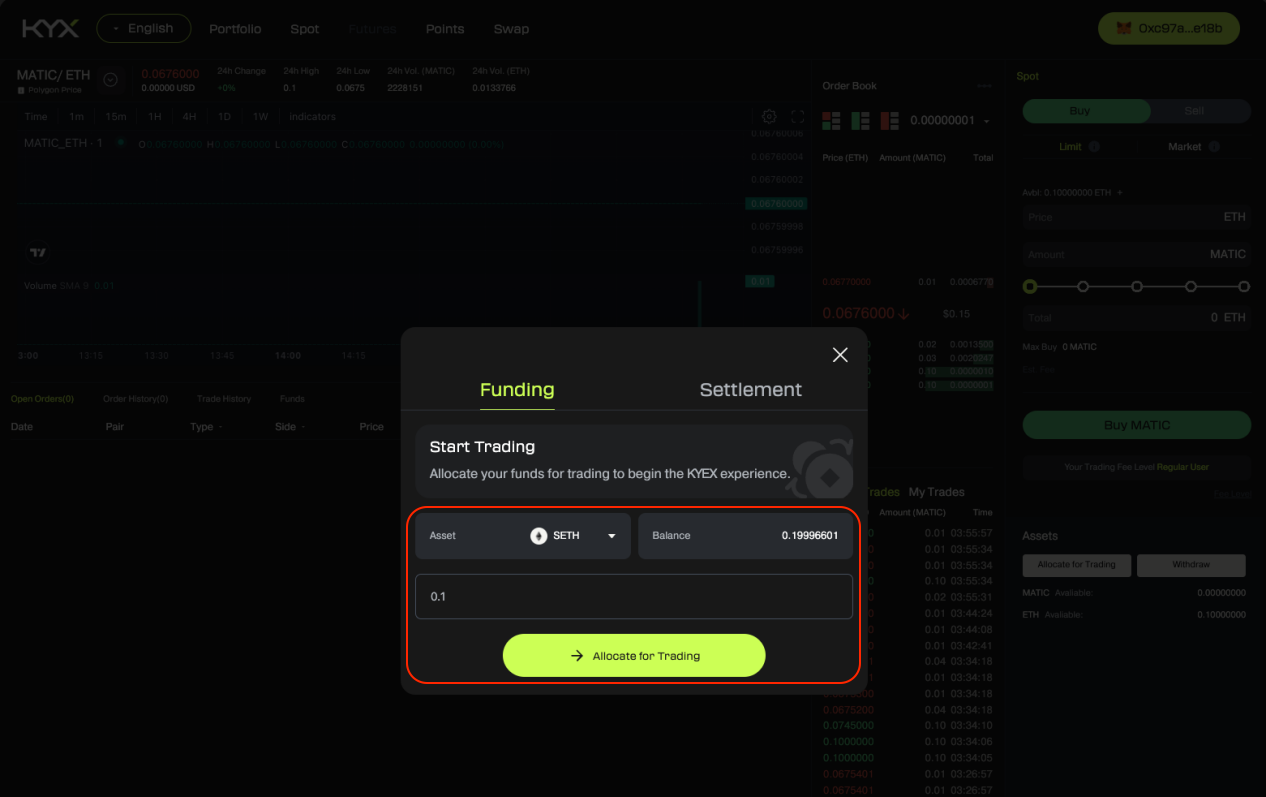 KYX
English Portfolio Spot Futures Points Swap
0xc97a...e18b
MATIC/ ETH
Polygon Price
0.0676000
0.00000 USD
24h Change
+0%
24h High
0.1
24h Low
0.0675
24h Vol. (MATIC)
2228151
24h Vol. (ETH)
0.0133766
Time 1m 15m 1H 4H 1D 1W Indicators
MATIC_ETH · 1 O0.06760000 H0.06760000 L0.06760000 C0.06760000 0.00000000 (0.00%)
0.06760006
0.06760004
0.06760002
0.06760000
0.06759998
0.06759996
Volume SMA 9 0.01
0.01
3:00 13:15 13:30 13:45 14:00 14:15
Open Orders(0) Order History(0) Trade History Funds
Date Pair Type Side Price
Order Book
0.00000001
Price (ETH) Amount (MATIC) Total
0.06770000 0.01 0.0006770
0.0676000 $0.15
0 0.02 0.0013500
0 0.03 0.0020247
0 0.10 0.0000010
0 0.10 0.0000001
Funding Settlement
Start Trading
Allocate your funds for trading to begin the KYEX experience.
Asset SETH Balance 0.19996601
0.1
Allocate for Trading
rades My Trades
Amount (MATIC) Time
0 0.01 03:55:57
0 0.01 03:55:34
0 0.01 03:55:34
0 0.10 03:55:34
0 0.02 03:55:31
0 0.01 03:44:24
0 0.01 03:44:08
0 0.01 03:42:41
1 0.04 03:34:18
1 0.01 03:34:18
0.01 03:34:18
0.0675200 0.04 03:34:18
0.0745000 0.10 03:34:10
0.1000000 0.10 03:34:06
0.1000000 0.10 03:34:05
0.0675401 0.01 03:26:57
0.0675401 0.01 03:26:57
Spot
Buy Sell
Limit Market
Avbl: 0.10000000 ETH +
Price ETH
Amount MATIC
Total 0 ETH
Max Buy 0 MATIC
Buy MATIC
Your Trading Fee Level Regular User
Assets
Allocate for Trading Withdraw
MATIC Available: 0.00000000
ETH Available: 0.10000000